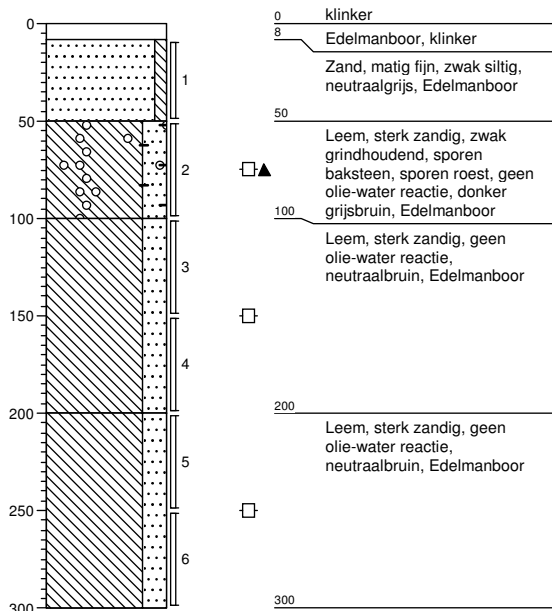 0
50
100
150
200
250
300
1
2
3
4
5
6
0
klinker
8
Edelmanboor, klinker
Zand, matig fijn, zwak siltig,
neutraalgrijs, Edelmanboor
50
Leem, sterk zandig, zwak
grindhoudend, sporen
baksteen, sporen roest, geen
olie-water reactie, donker
grijsbruin, Edelmanboor
100
Leem, sterk zandig, geen
olie-water reactie,
neutraalbruin, Edelmanboor
200
Leem, sterk zandig, geen
olie-water reactie,
neutraalbruin, Edelmanboor
300